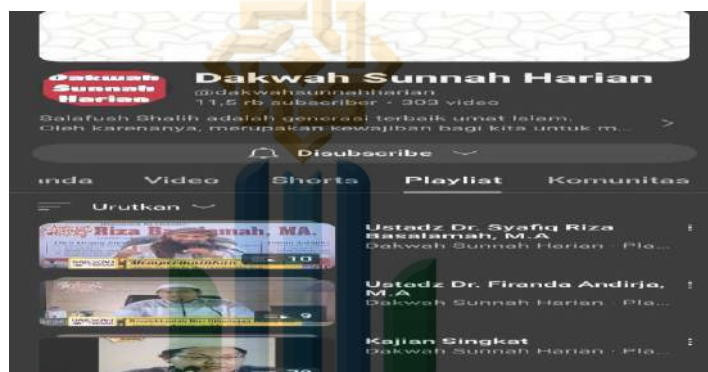 Dakwah
Sunnah
Harian
Dakwah Sunnah Harian
@dakwahsunnahharian
11,5 rb subscriber • 303 video
Salafush Shalih adalah generasi terbaik umat Islam.
Oleh karenanya, merupakan kewajiban bagi kita untuk m...
Disubscribe
anda Video Shorts Playlist Komunitas
Urutkan
Riza Basalamah, MA.
10
Ustadz Dr. Syafiq Riza
Basalamah, M.A
Dakwah Sunnah Harian · Pla...
9
Ustadz Dr. Firanda Andirja,
M.A
Dakwah Sunnah Harian · Pla...
Kajian Singkat
Dakwah Sunnah Harian · Pla...